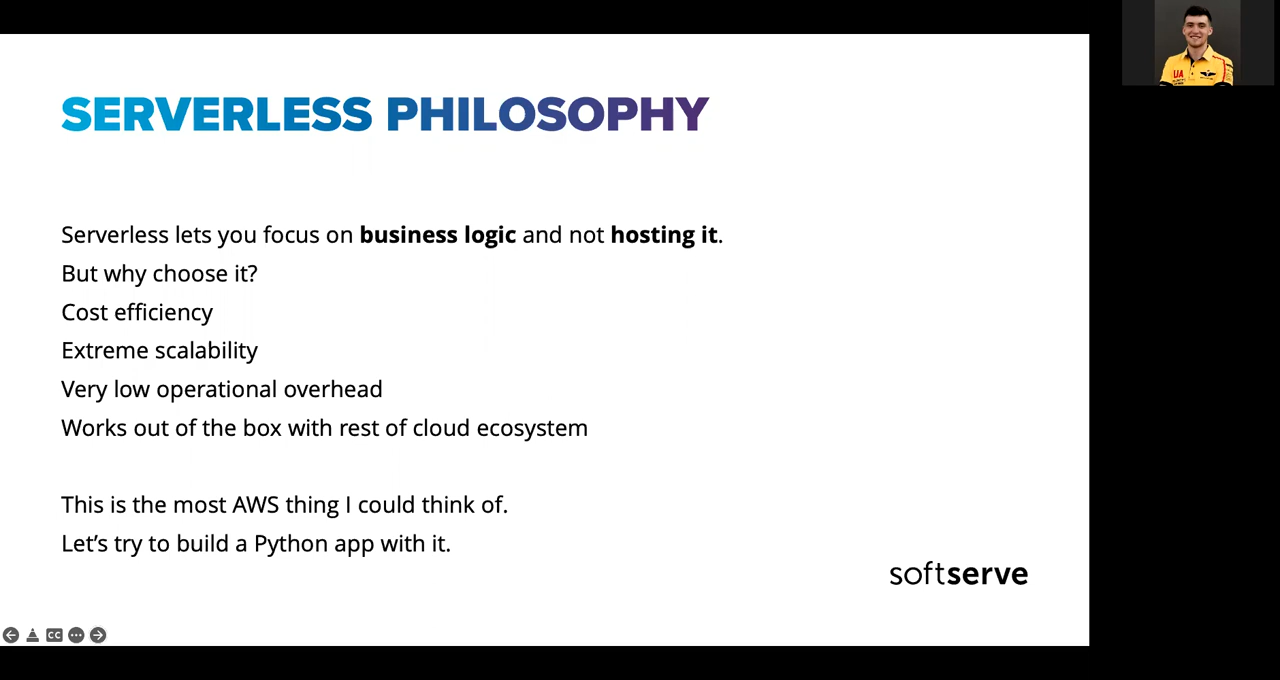 SERVERLESS PHILOSOPHY
Serverless lets you focus on business logic and not hosting it.
But why choose it?
Cost efficiency
Extreme scalability
Very low operational overhead
Works out of the box with rest of cloud ecosystem
This is the most AWS thing I could think of.
Let’s try to build a Python app with it.
softserve
CC
UA